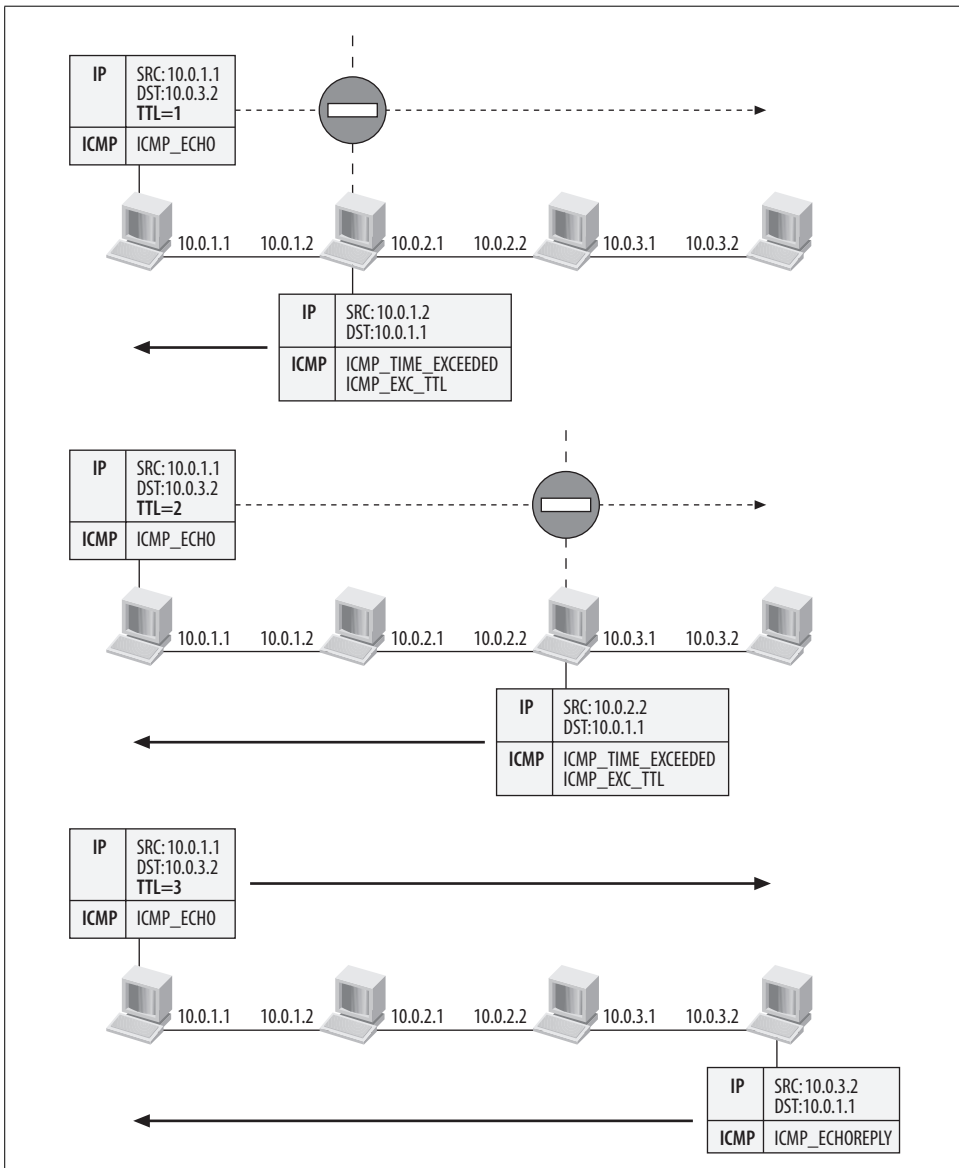 IP SRC: 10.0.1.1
DST:10.0.3.2
TTL=1
ICMP ICMP_ECHO
10.0.1.1 10.0.1.2 10.0.2.1 10.0.2.2 10.0.3.1 10.0.3.2
IP SRC: 10.0.1.2
DST:10.0.1.1
ICMP ICMP_TIME_EXCEEDED
ICMP_EXC_TTL
IP SRC: 10.0.1.1
DST:10.0.3.2
TTL=2
ICMP ICMP_ECHO
10.0.1.1 10.0.1.2 10.0.2.1 10.0.2.2 10.0.3.1 10.0.3.2
IP SRC: 10.0.2.2
DST:10.0.1.1
ICMP ICMP_TIME_EXCEEDED
ICMP_EXC_TTL
IP SRC: 10.0.1.1
DST:10.0.3.2
TTL=3
ICMP ICMP_ECHO
10.0.1.1 10.0.1.2 10.0.2.1 10.0.2.2 10.0.3.1 10.0.3.2
IP SRC: 10.0.3.2
DST:10.0.1.1
ICMP ICMP_ECHOREPLY